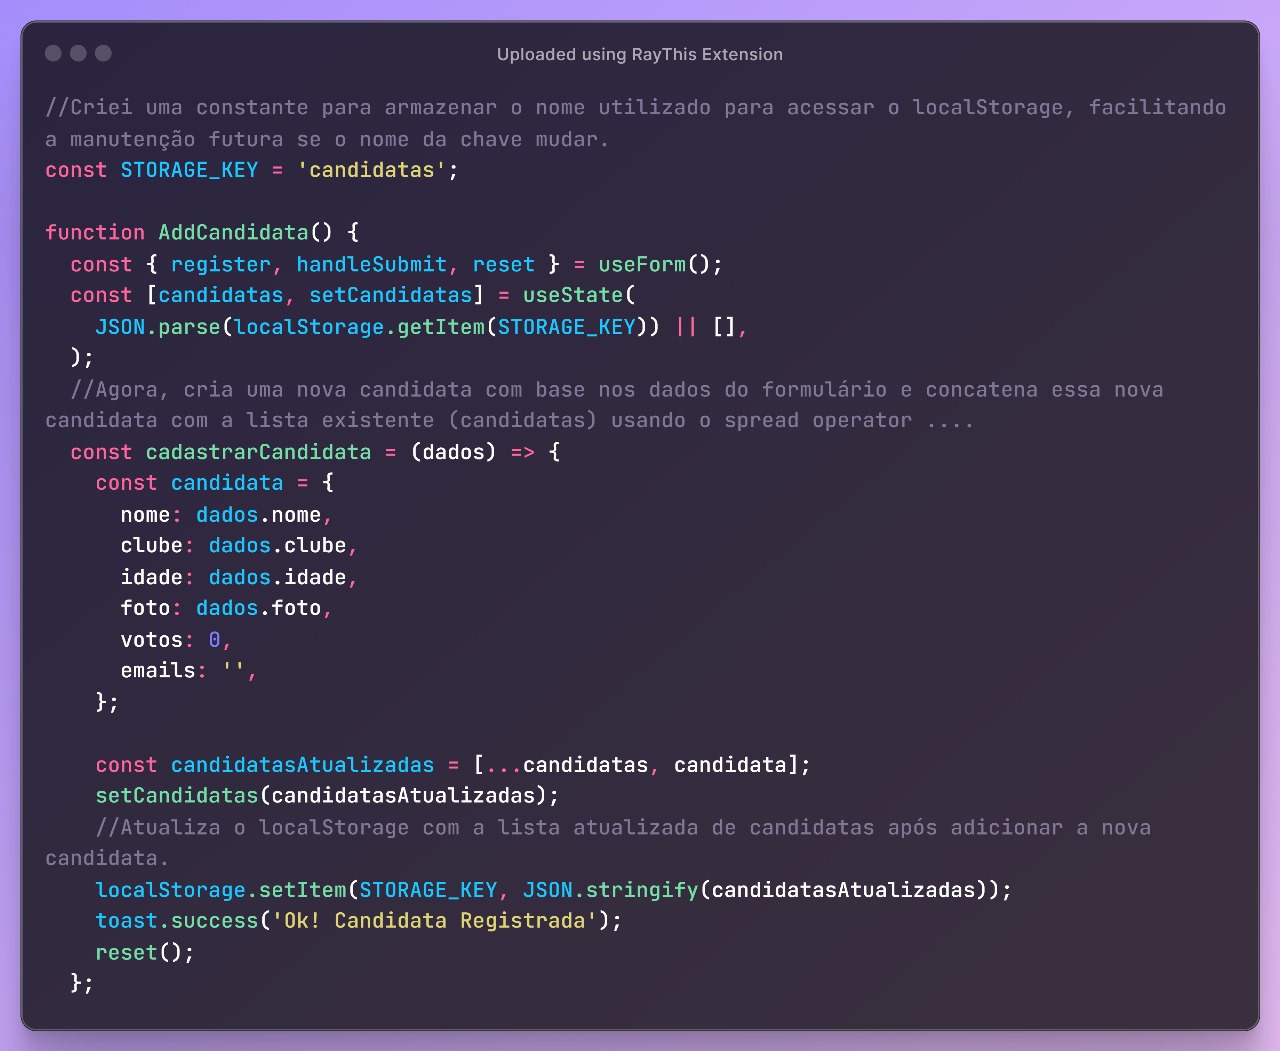 Uploaded using RayThis Extension
//Criei uma constante para armazenar o nome utilizado para acessar o localStorage, facilitando
a manutenção futura se o nome da chave mudar.
const STORAGE_KEY = 'candidatas';

function AddCandidata() {
  const { register, handleSubmit, reset } = useForm();
  const [candidatas, setCandidatas] = useState(
    JSON.parse(localStorage.getItem(STORAGE_KEY)) || [],
  );
  //Agora, cria uma nova candidata com base nos dados do formulário e concatena essa nova
candidata com a lista existente (candidatas) usando o spread operator ....
  const cadastrarCandidata = (dados) => {
    const candidata = {
      nome: dados.nome,
      clube: dados.clube,
      idade: dados.idade,
      foto: dados.foto,
      votos: 0,
      emails: '',
    };

    const candidatasAtualizadas = [...candidatas, candidata];
    setCandidatas(candidatasAtualizadas);
    //Atualiza o localStorage com a lista atualizada de candidatas após adicionar a nova
candidata.
    localStorage.setItem(STORAGE_KEY, JSON.stringify(candidatasAtualizadas));
    toast.success('Ok! Candidata Registrada');
    reset();
  };